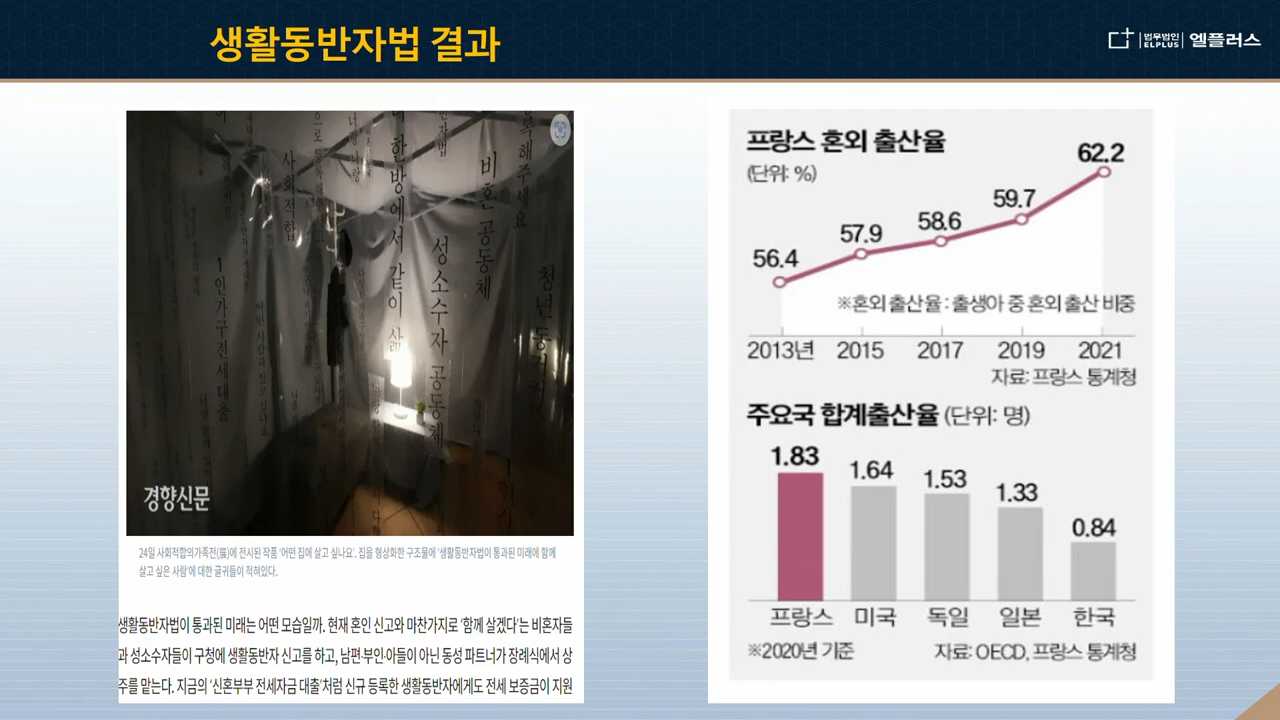 생활동반자법 결과
법무법인
ELPLUS
엘플러스
비혼 공동체
한방에서 같이 삶
성소수자 공동체
사회적합
1인가구전세대출
경향신문
24일 사회적합의가족전(展)에 전시된 작품 '어떤 집에 살고 싶나요'. 집을 형상화한 구조물에 '생활동반자법이 통과된 미래에 함께
살고 싶은 사람'에 대한 글귀들이 적혀있다.
생활동반자법이 통과된 미래는 어떤 모습일까. 현재 혼인 신고와 마찬가지로 '함께 살겠다'는 비혼자들
과 성소수자들이 구청에 생활동반자 신고를 하고, 남편·부인·아들이 아닌 동성 파트너가 장례식에서 상
주를 맡는다. 지금의 '신혼부부 전세자금 대출'처럼 신규 등록한 생활동반자에게도 전세 보증금이 지원
프랑스 혼외 출산율
(단위: %)
56.4
57.9
58.6
59.7
62.2
※혼외 출산율 : 출생아 중 혼외 출산 비중
2013년 2015 2017 2019 2021
자료: 프랑스 통계청
주요국 합계출산율 (단위: 명)
1.83
1.64
1.53
1.33
0.84
프랑스 미국 독일 일본 한국
※2020년 기준
자료: OECD, 프랑스 통계청